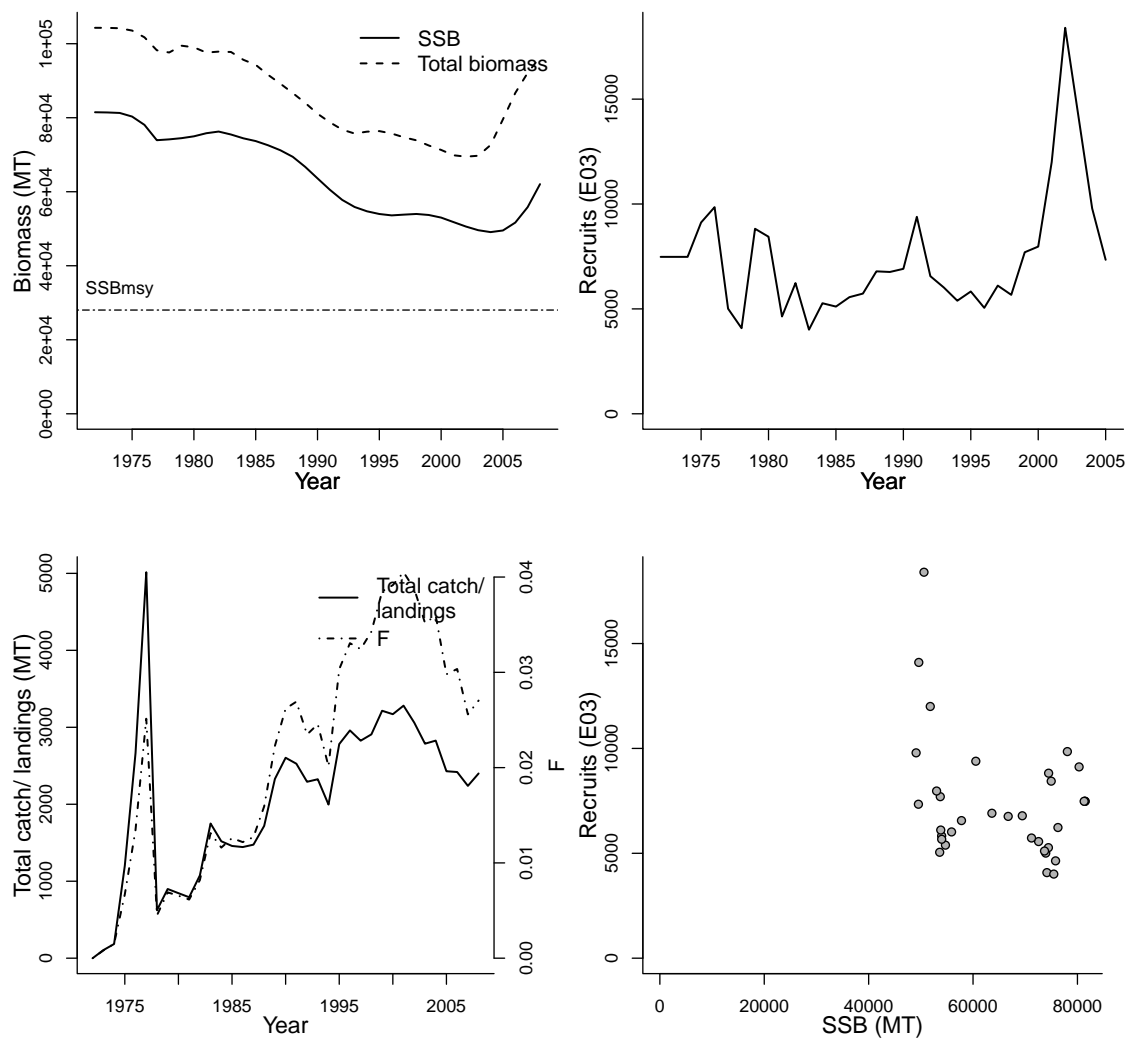 SSB
Total biomass
SSBmsy
Biomass (MT)
0e+00
2e+04
4e+04
6e+04
8e+04
1e+05
1975
1980
1985
1990
1995
2000
2005
Year
Recruits (E03)
0
5000
10000
15000
1975
1980
1985
1990
1995
2000
2005
Year
Total catch/
landings
F
Total catch/ landings (MT)
0
1000
2000
3000
4000
5000
0.00
0.01
0.02
0.03
0.04
F
1975
1985
1995
2005
Year
Recruits (E03)
0
5000
10000
15000
0
20000
40000
60000
80000
SSB (MT)